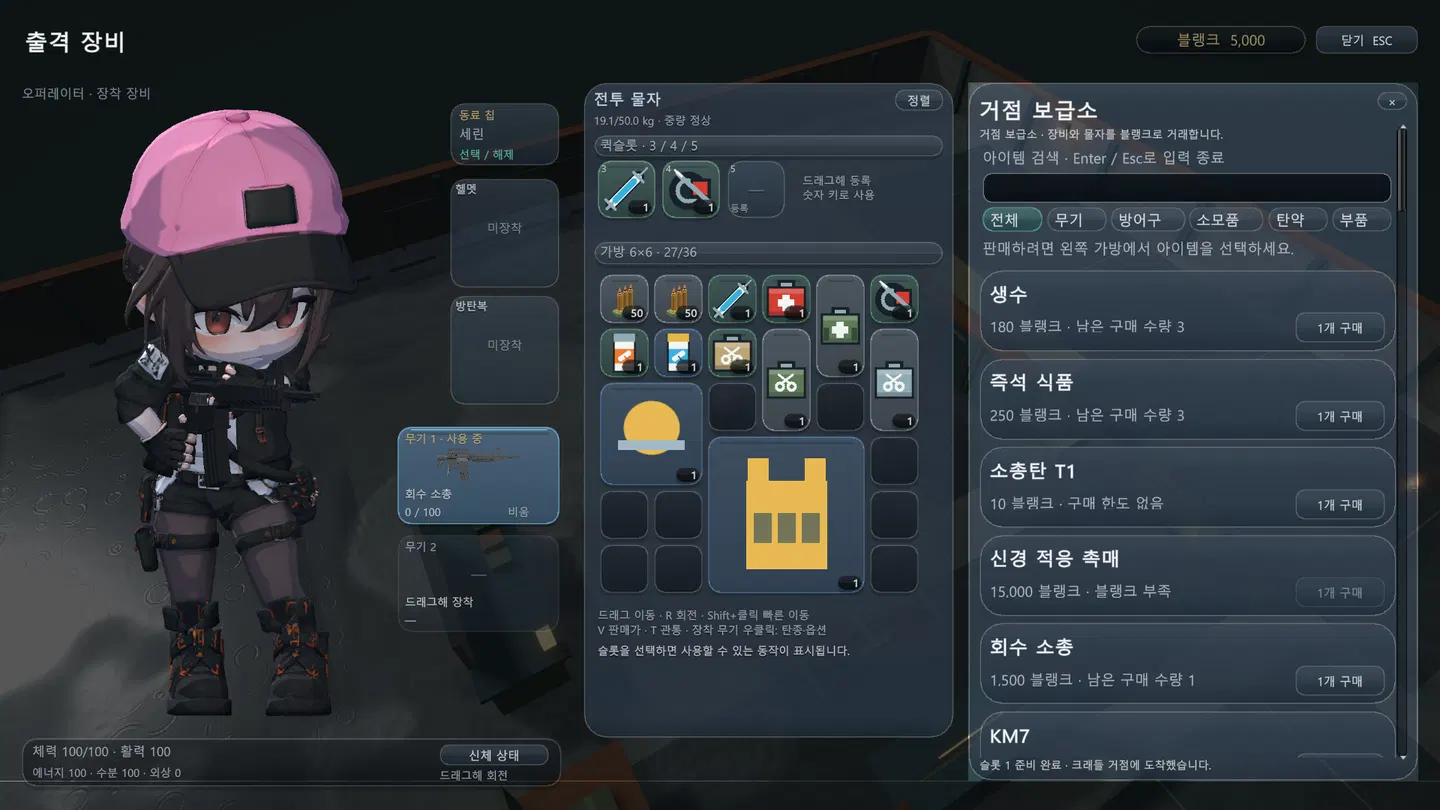 출격 장비
블랭크 5,000
닫기 ESC
오퍼레이터 · 장착 장비
동료 칩
세린
선택 / 해제
헬멧
미장착
방탄복
미장착
무기 1 · 사용 중
회수 소총
0 / 100 비움
무기 2
—
드래그해 장착
—
체력 100/100 · 활력 100
에너지 100 · 수분 100 · 외상 0
신체 상태
드래그해 회전
전투 물자
정렬
19.1/50.0 kg · 중량 정상
퀵슬롯 · 3 / 4 / 5
3 4 5
1 1 —
등록
드래그해 등록
숫자 키로 사용
가방 6×6 · 27/36
50 50 1 1 1
1 1 1 1
1 1
1
1
드래그 이동 · R 회전 · Shift+클릭 빠른 이동
V 판매가 · T 관통 · 장착 무기 우클릭: 탄종 옵션
슬롯을 선택하면 사용할 수 있는 동작이 표시됩니다.
거점 보급소
×
거점 보급소 · 장비와 물자를 블랭크로 거래합니다.
아이템 검색 · Enter / Esc로 입력 종료
전체 무기 방어구 소모품 탄약 부품
판매하려면 왼쪽 가방에서 아이템을 선택하세요.
생수
180 블랭크 · 남은 구매 수량 3
1개 구매
즉석 식품
250 블랭크 · 남은 구매 수량 3
1개 구매
소총탄 T1
10 블랭크 · 구매 한도 없음
1개 구매
신경 적응 촉매
15,000 블랭크 · 블랭크 부족
1개 구매
회수 소총
1,500 블랭크 · 남은 구매 수량 1
1개 구매
KM7
슬롯 1 준비 완료 · 크래들 거점에 도착했습니다.